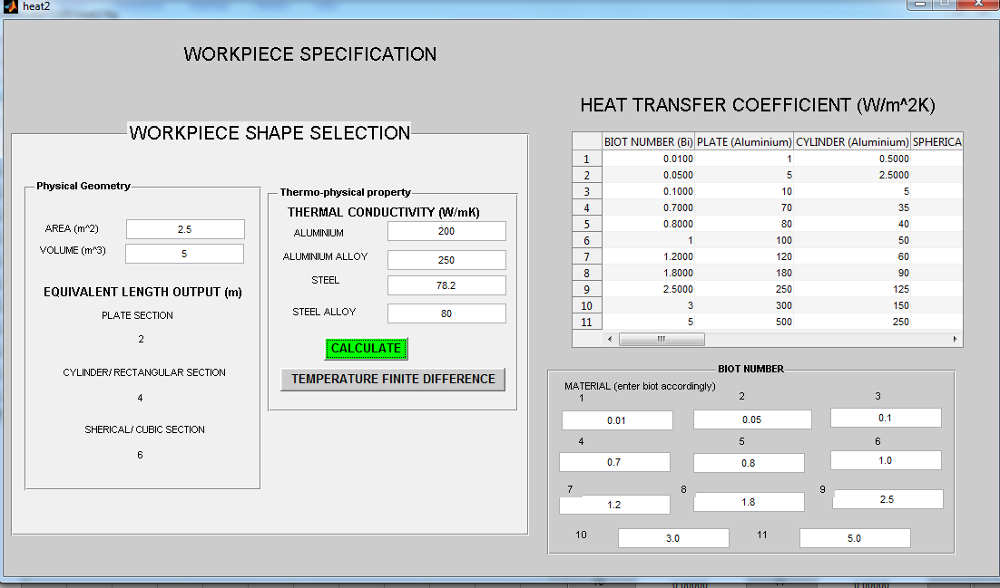 heat2
WORKPIECE SPECIFICATION
WORKPIECE SHAPE SELECTION
Physical Geometry
AREA (m^2) 2.5
VOLUME (m^3) 5
EQUIVALENT LENGTH OUTPUT (m)
PLATE SECTION
2
CYLINDER/ RECTANGULAR SECTION
4
SHERICAL/ CUBIC SECTION
6
Thermo-physical property
THERMAL CONDUCTIVITY (W/mK)
ALUMINIUM 200
ALUMINIUM ALLOY 250
STEEL 78.2
STEEL ALLOY 80
CALCULATE
TEMPERATURE FINITE DIFFERENCE
HEAT TRANSFER COEFFICIENT (W/m^2K)
BIOT NUMBER (Bi) PLATE (Aluminium) CYLINDER (Aluminium) SPHERICA
1 0.0100 1 0.5000
2 0.0500 5 2.5000
3 0.1000 10 5
4 0.7000 70 35
5 0.8000 80 40
6 1 100 50
7 1.2000 120 60
8 1.8000 180 90
9 2.5000 250 125
10 3 300 150
11 5 500 250
BIOT NUMBER
MATERIAL (enter biot accordingly)
1 2 3
0.01 0.05 0.1
4 5 6
0.7 0.8 1.0
7 8 9
1.2 1.8 2.5
10 3.0 11 5.0